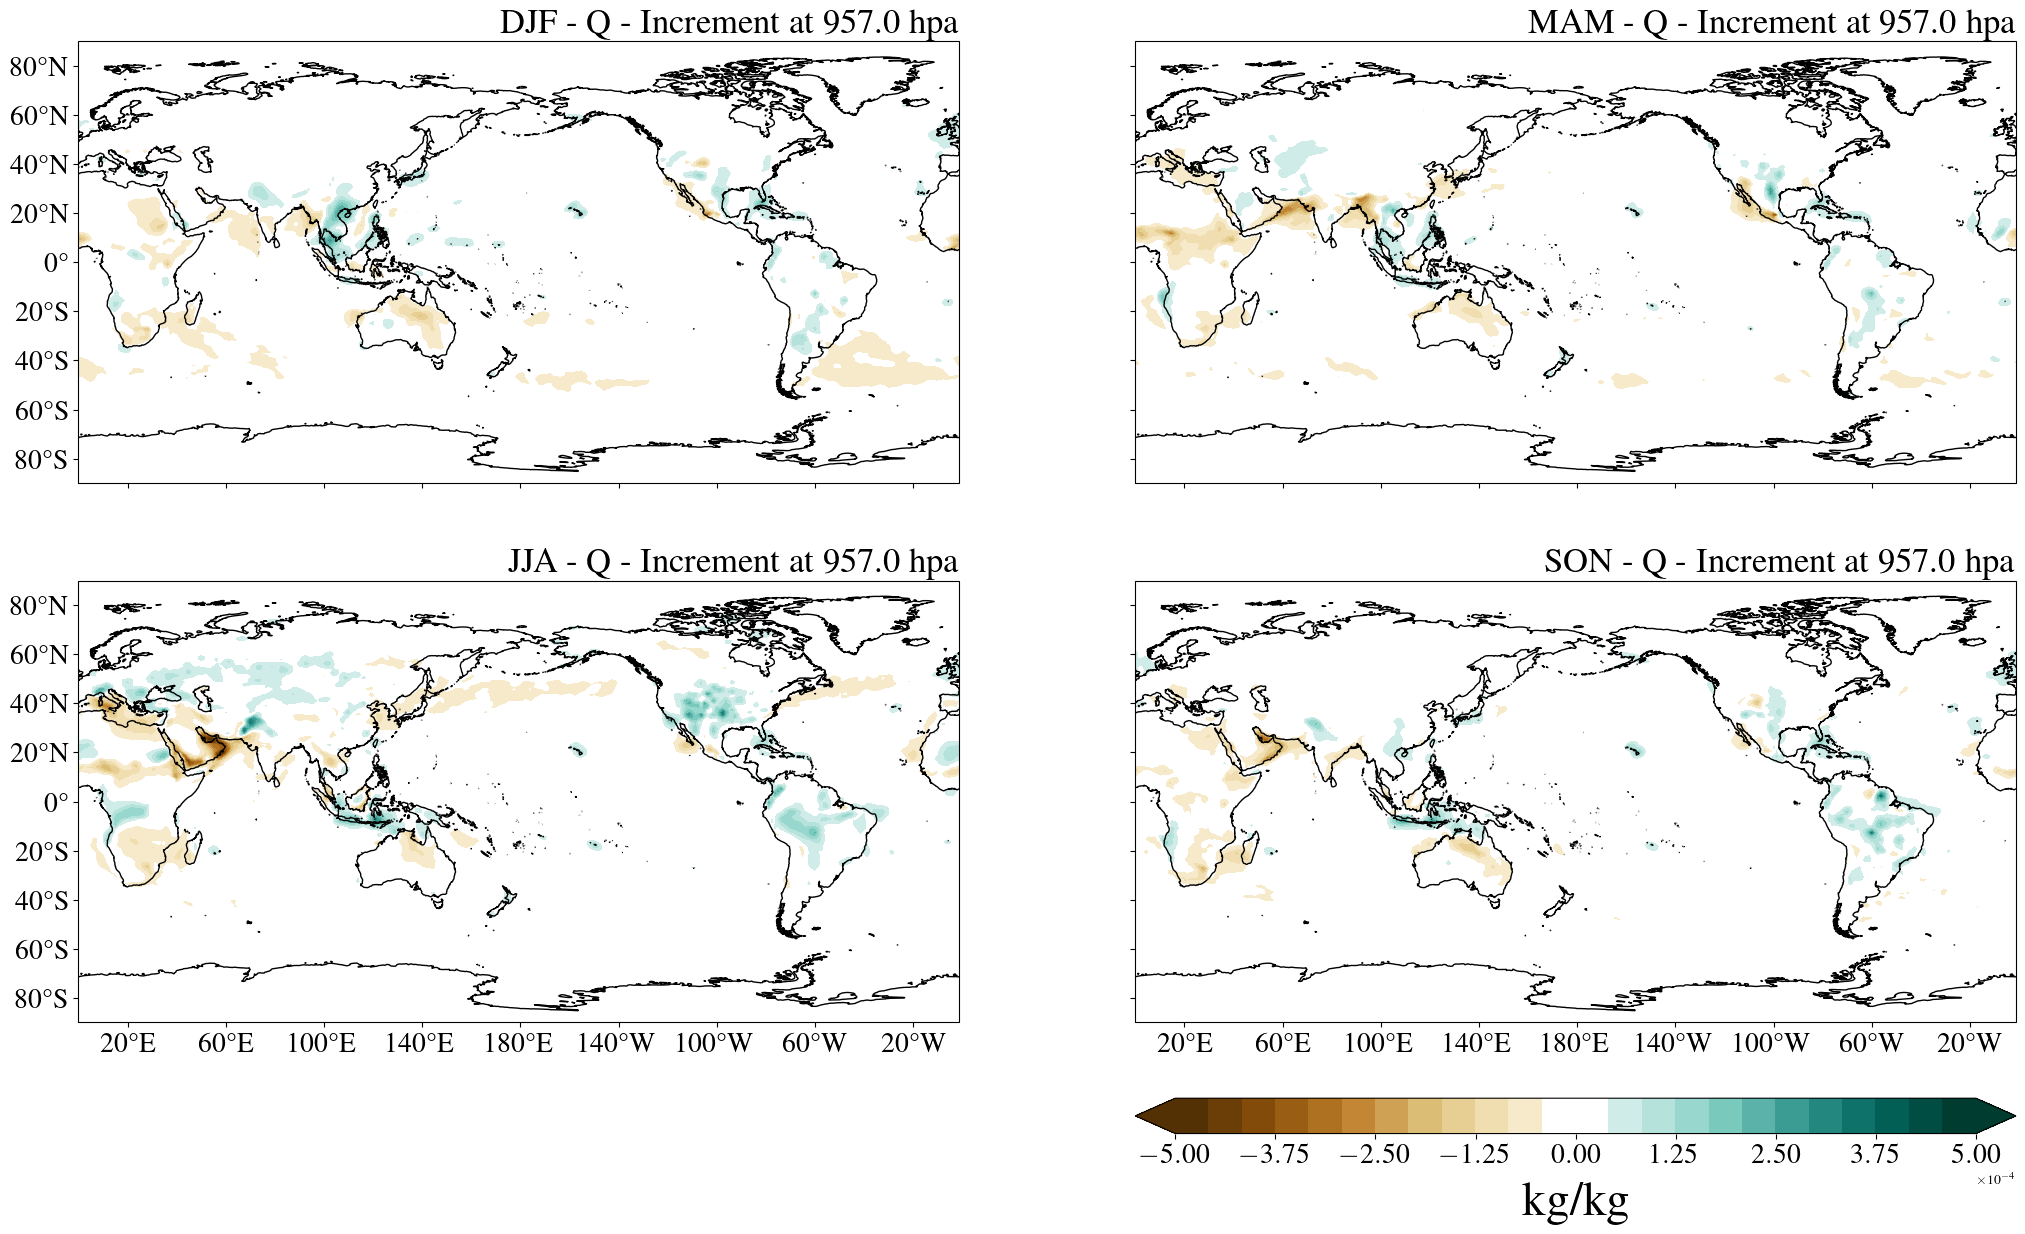 DJF - Q - Increment at 957.0 hpa
MAM - Q - Increment at 957.0 hpa
80°N
60°N
40°N
20°N
0°
20°S
40°S
60°S
80°S
JJA - Q - Increment at 957.0 hpa
SON - Q - Increment at 957.0 hpa
80°N
60°N
40°N
20°N
0°
20°S
40°S
60°S
80°S
20°E 60°E 100°E 140°E 180°E 140°W 100°W 60°W 20°W
20°E 60°E 100°E 140°E 180°E 140°W 100°W 60°W 20°W
−5.00 −3.75 −2.50 −1.25 0.00 1.25 2.50 3.75 5.00
×10⁻⁴
kg/kg